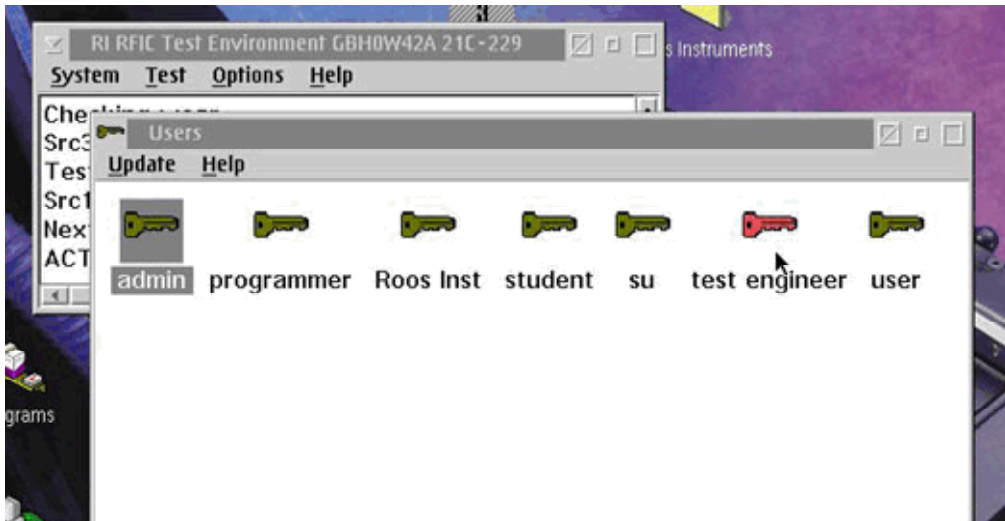 RI RFIC Test Environment GBH0W42A 21C-229
s Instruments
System Test Options Help
Src3
Tes
Src1
Nex
ACT
Users
Update Help
admin programmer Roos Inst student su test engineer user
grams